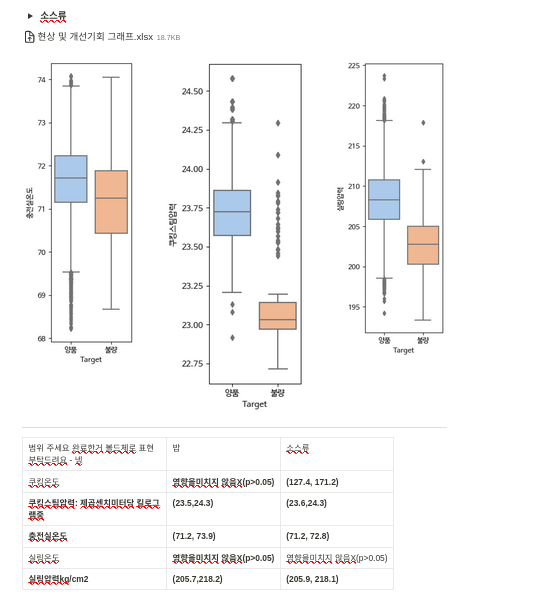 ▸ 소스류
현상 및 개선기회 그래프.xlsx 18.7KB
74
73
72
71
70
69
68
충전실온도
양품 불량
Target
24.50
24.25
24.00
23.75
23.50
23.25
23.00
22.75
쿠킹스팀압력
양품 불량
Target
225
220
215
210
205
200
195
실링압력
양품 불량
Target
범위 주세요 완료한거 볼드체로 표현 밥 소스류
부탁드려요 - 넹
쿠킹온도 영향을미치지 않음X(p>0.05) (127.4, 171.2)
쿠킹스팀압력: 제곱센치미터당 킬로그 (23.5,24.3) (23.6,24.3)
램중
충전실온도 (71.2, 73.9) (71.2, 72.8)
실링온도 영향을미치지 않음X(p>0.05) 영향을미치지 않음X(p>0.05)
실링압력kg/cm2 (205.7,218.2) (205.9, 218.1)